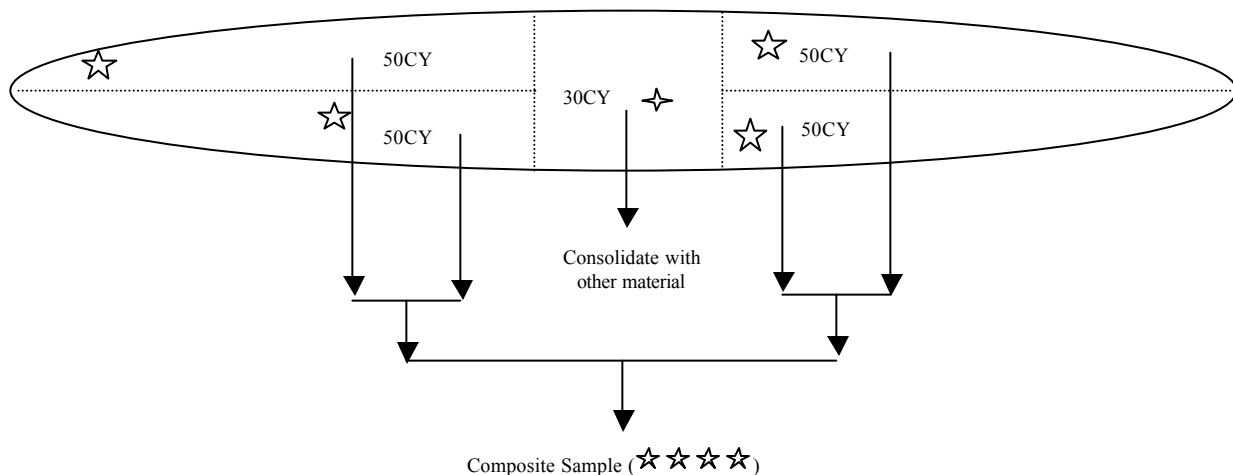 50CY
50CY
30CY
50CY
50CY
Consolidate with
other material
Composite Sample (☆ ☆ ☆ ☆)